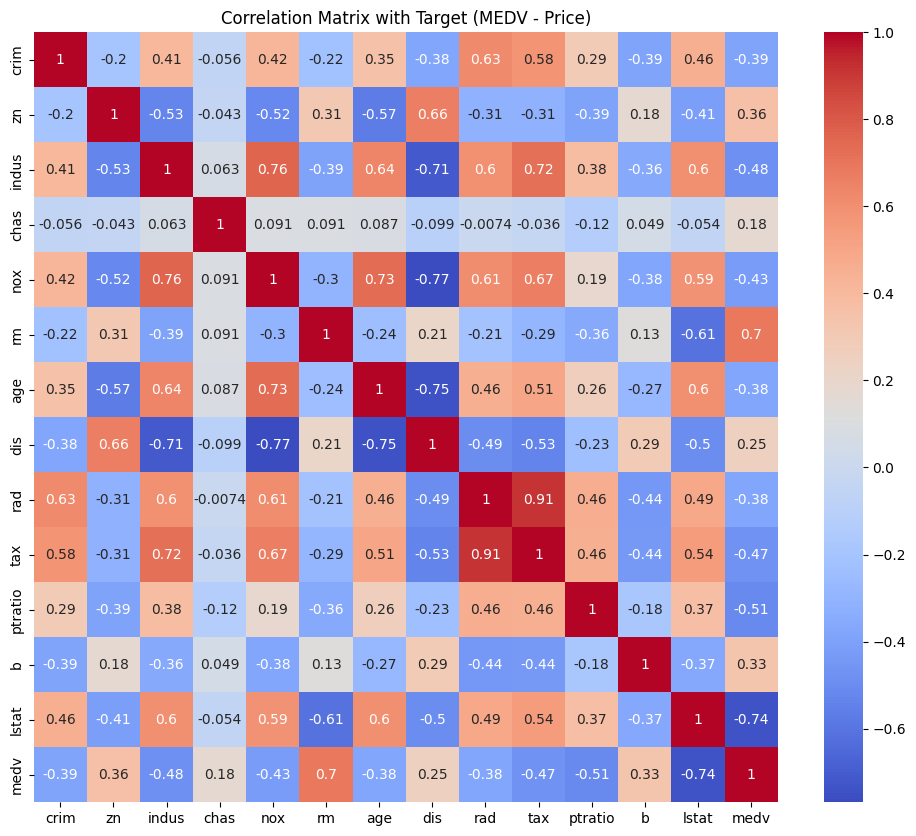 Correlation Matrix with Target (MEDV - Price)
crim 1 -0.2 0.41 -0.056 0.42 -0.22 0.35 -0.38 0.63 0.58 0.29 -0.39 0.46 -0.39
zn -0.2 1 -0.53 -0.043 -0.52 0.31 -0.57 0.66 -0.31 -0.31 -0.39 0.18 -0.41 0.36
indus 0.41 -0.53 1 0.063 0.76 -0.39 0.64 -0.71 0.6 0.72 0.38 -0.36 0.6 -0.48
chas -0.056 -0.043 0.063 1 0.091 0.091 0.087 -0.099 -0.0074 -0.036 -0.12 0.049 -0.054 0.18
nox 0.42 -0.52 0.76 0.091 1 -0.3 0.73 -0.77 0.61 0.67 0.19 -0.38 0.59 -0.43
rm -0.22 0.31 -0.39 0.091 -0.3 1 -0.24 0.21 -0.21 -0.29 -0.36 0.13 -0.61 0.7
age 0.35 -0.57 0.64 0.087 0.73 -0.24 1 -0.75 0.46 0.51 0.26 -0.27 0.6 -0.38
dis -0.38 0.66 -0.71 -0.099 -0.77 0.21 -0.75 1 -0.49 -0.53 -0.23 0.29 -0.5 0.25
rad 0.63 -0.31 0.6 -0.0074 0.61 -0.21 0.46 -0.49 1 0.91 0.46 -0.44 0.49 -0.38
tax 0.58 -0.31 0.72 -0.036 0.67 -0.29 0.51 -0.53 0.91 1 0.46 -0.44 0.54 -0.47
ptratio 0.29 -0.39 0.38 -0.12 0.19 -0.36 0.26 -0.23 0.46 0.46 1 -0.18 0.37 -0.51
b -0.39 0.18 -0.36 0.049 -0.38 0.13 -0.27 0.29 -0.44 -0.44 -0.18 1 -0.37 0.33
lstat 0.46 -0.41 0.6 -0.054 0.59 -0.61 0.6 -0.5 0.49 0.54 0.37 -0.37 1 -0.74
medv -0.39 0.36 -0.48 0.18 -0.43 0.7 -0.38 0.25 -0.38 -0.47 -0.51 0.33 -0.74 1
crim zn indus chas nox rm age dis rad tax ptratio b lstat medv
1.0
0.8
0.6
0.4
0.2
0.0
−0.2
−0.4
−0.6